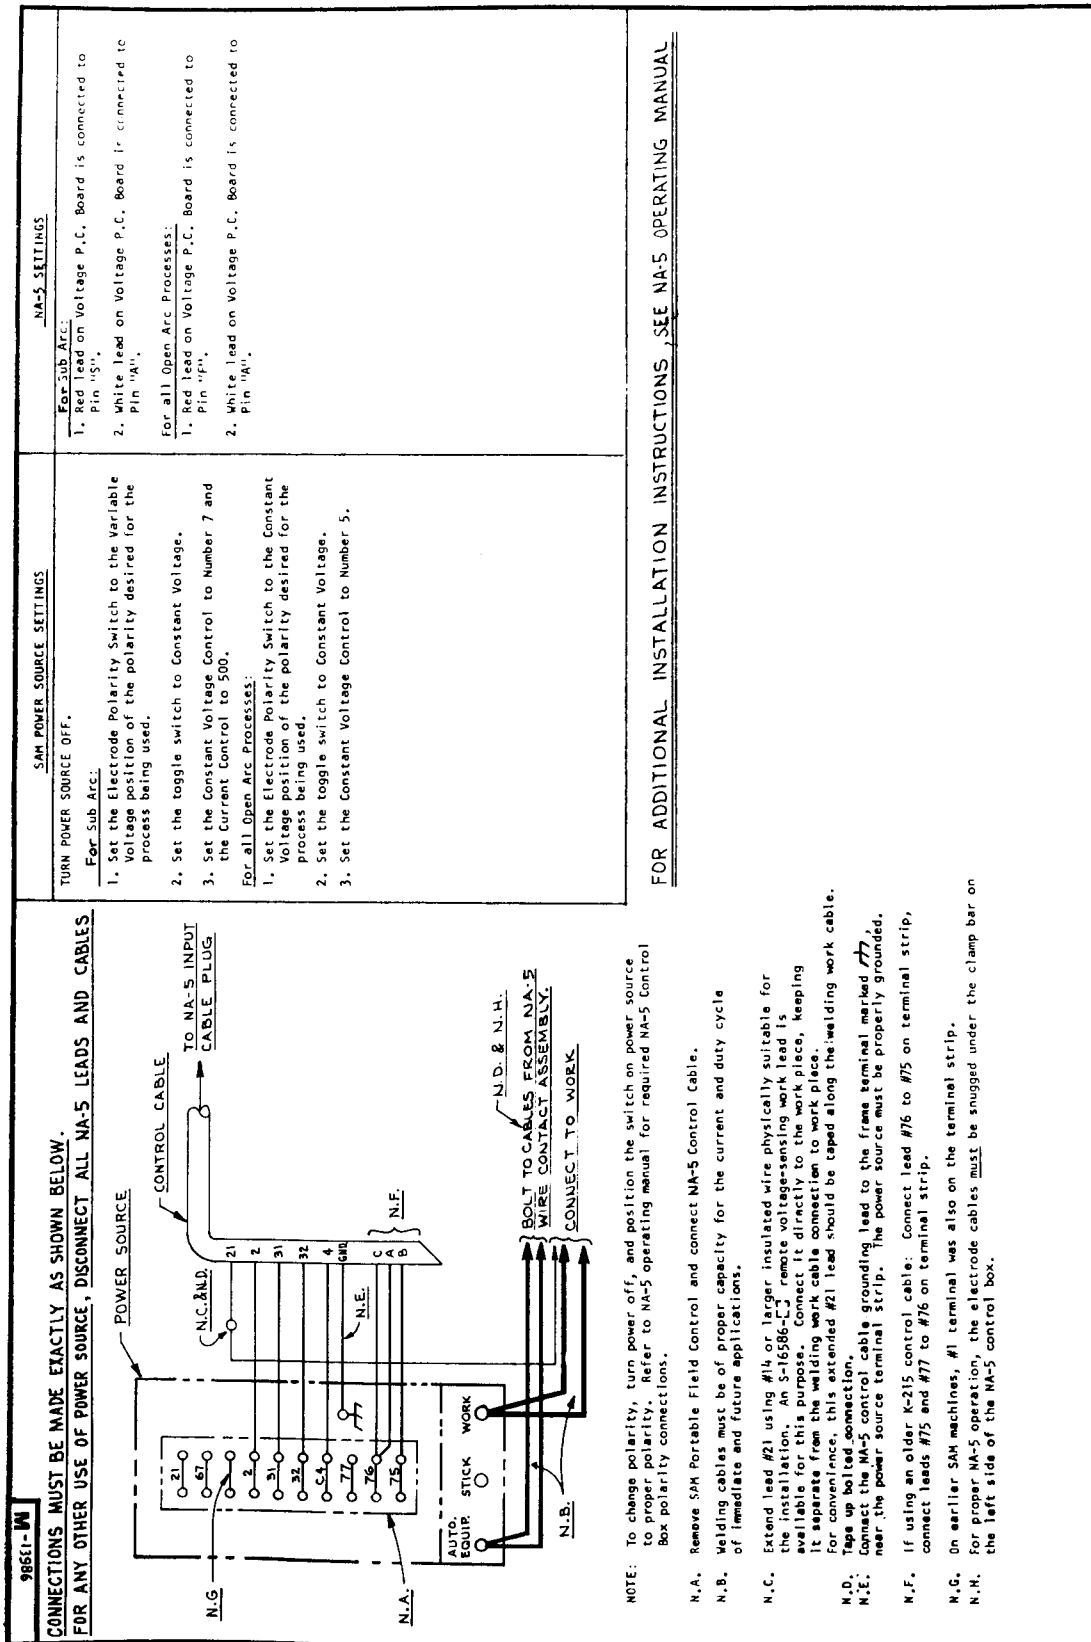 M-13986
CONNECTIONS MUST BE MADE EXACTLY AS SHOWN BELOW.
FOR ANY OTHER USE OF POWER SOURCE, DISCONNECT ALL NA-5 LEADS AND CABLES
POWER SOURCE
CONTROL CABLE
TO NA-5 INPUT
CABLE PLUG
N.G
21
67
2
31
32
C4
77
76
75
N.A.
N.C.&N.D.
21
2
31
32
4
GND
C
A
B
N.E.
N.F.
AUTO.
EQUIP.
STICK
WORK
N.B.
N.D. & N.H.
BOLT TO CABLES FROM NA-5
WIRE CONTACT ASSEMBLY.
CONNECT TO WORK
SAM POWER SOURCE SETTINGS
TURN POWER SOURCE OFF.
For Sub Arc:
1. Set the Electrode Polarity Switch to the Variable
Voltage position of the polarity desired for the
process being used.
2. Set the toggle switch to Constant Voltage.
3. Set the Constant Voltage Control to Number 7 and
the Current Control to 500.
For all Open Arc Processes:
1. Set the Electrode Polarity Switch to the Constant
Voltage position of the polarity desired for the
process being used.
2. Set the toggle switch to Constant Voltage.
3. Set the Constant Voltage Control to Number 5.
NA-5 SETTINGS
For Sub Arc:
1. Red lead on Voltage P.C. Board is connected to
Pin "S".
2. White lead on Voltage P.C. Board is connected to
Pin "A".
For all Open Arc Processes:
1. Red lead on Voltage P.C. Board is connected to
Pin "F".
2. White lead on Voltage P.C. Board is connected to
Pin "A".
NOTE: To change polarity, turn power off, and position the switch on power source
to proper polarity. Refer to NA-5 operating manual for required NA-5 Control
Box polarity connections.
N.A. Remove SAM Portable Field Control and connect NA-5 Control Cable.
N.B. Welding cables must be of proper capacity for the current and duty cycle
of immediate and future applications.
N.C. Extend lead #21 using #14 or larger insulated wire physically suitable for
the installation. An S-16586-[ ] remote voltage-sensing work lead is
available for this purpose. Connect it directly to the work piece, keeping
it separate from the welding work cable connection to work piece.
For convenience, this extended #21 lead should be taped along the welding work cable.
N.D. Tape up bolted connection.
N.E. Connect the NA-5 control cable grounding lead to the frame terminal marked ,
near the power source terminal strip. The power source must be properly grounded.
N.F. If using an older K-215 control cable: Connect lead #76 to #75 on terminal strip,
connect leads #75 and #77 to #76 on terminal strip.
N.G. On earlier SAM machines, #1 terminal was also on the terminal strip.
N.H. For proper NA-5 operation, the electrode cables must be snugged under the clamp bar on
the left side of the NA-5 control box.
FOR ADDITIONAL INSTALLATION INSTRUCTIONS, SEE NA-5 OPERATING MANUAL